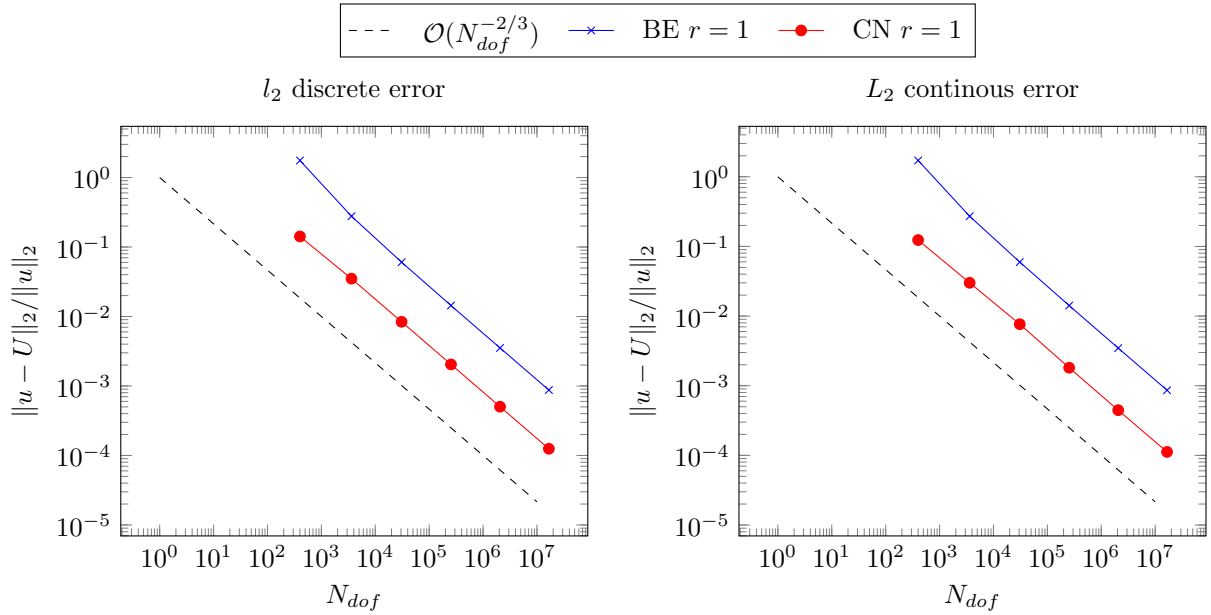 $\mathcal{O}(N_{dof}^{-2/3})$ BE $r = 1$ CN $r = 1$
$l_2$ discrete error
$\|u - U\|_2/\|u\|_2$
$10^0$
$10^{-1}$
$10^{-2}$
$10^{-3}$
$10^{-4}$
$10^{-5}$
$10^0$ $10^1$ $10^2$ $10^3$ $10^4$ $10^5$ $10^6$ $10^7$
$N_{dof}$
$L_2$ continous error
$\|u - U\|_2/\|u\|_2$
$10^0$
$10^{-1}$
$10^{-2}$
$10^{-3}$
$10^{-4}$
$10^{-5}$
$10^0$ $10^1$ $10^2$ $10^3$ $10^4$ $10^5$ $10^6$ $10^7$
$N_{dof}$